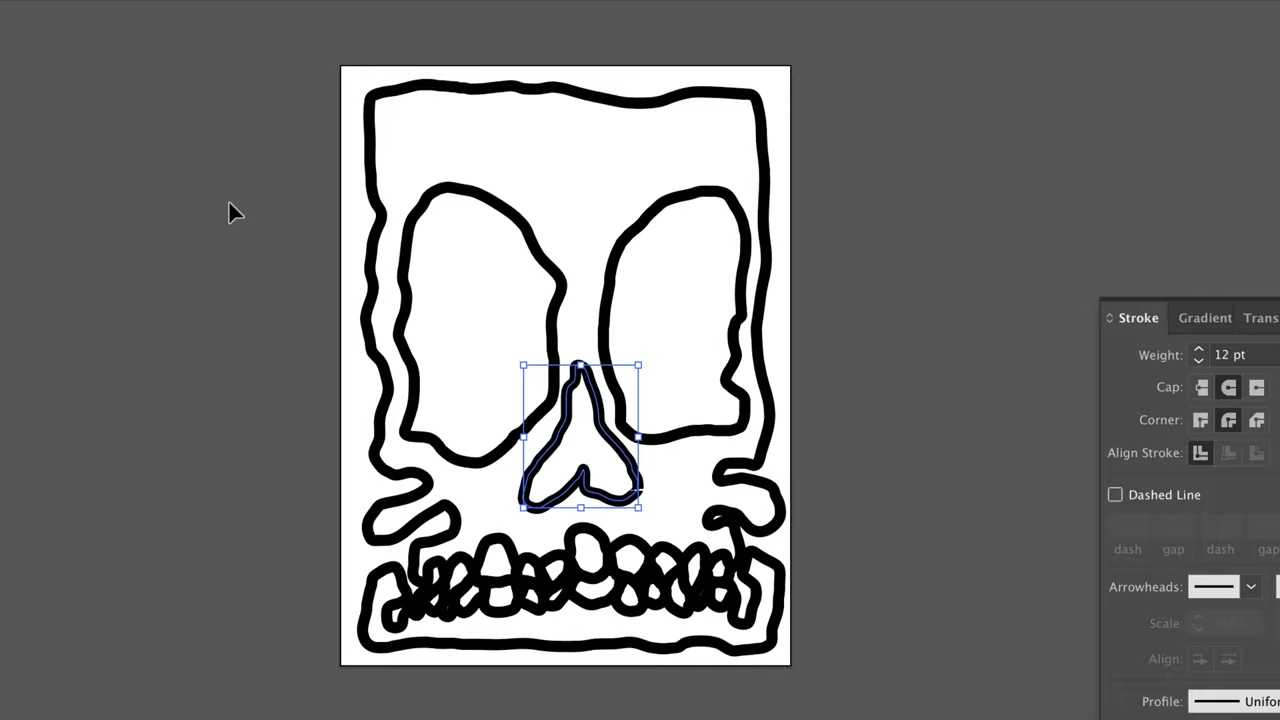 Stroke Gradient Trans
Weight: 12 pt
Cap:
Corner:
Align Stroke:
Dashed Line
dash gap dash gap
Arrowheads:
Scale:
Align:
Profile: Unifor